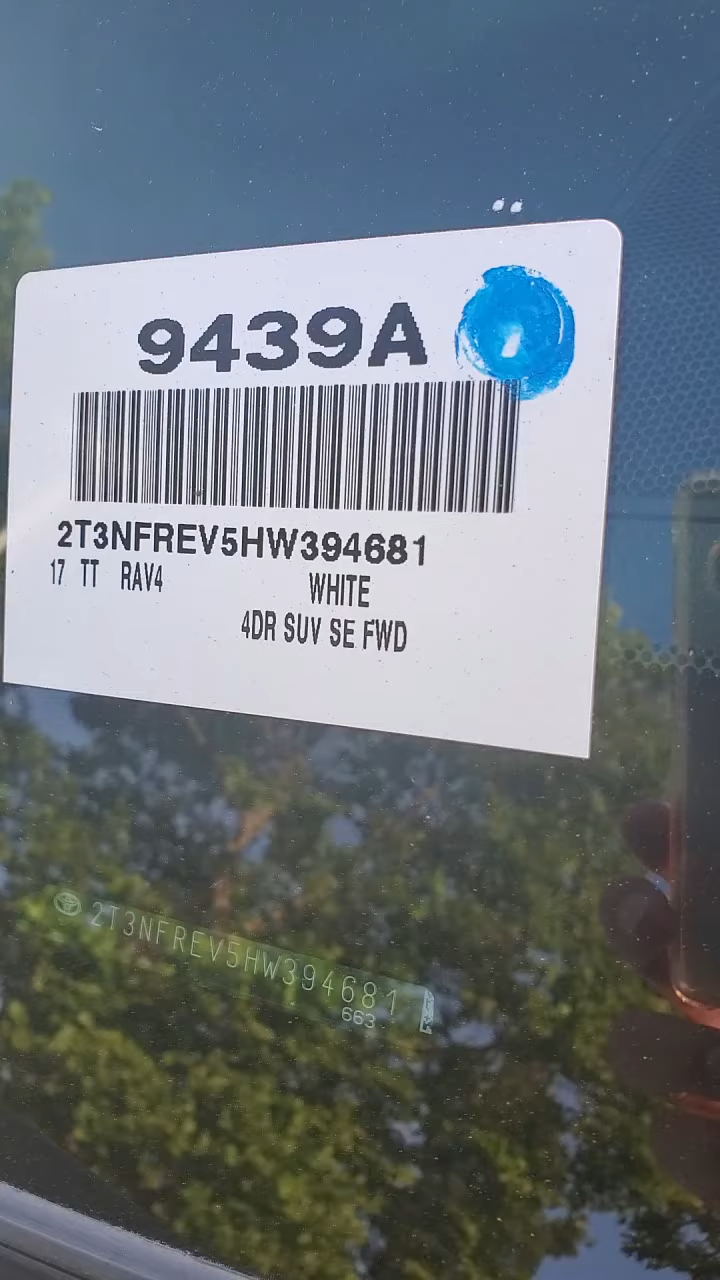 9439A
2T3NFREV5HW394681
17 TT RAV4 WHITE
4DR SUV SE FWD
2T3NFREV5HW394681
663